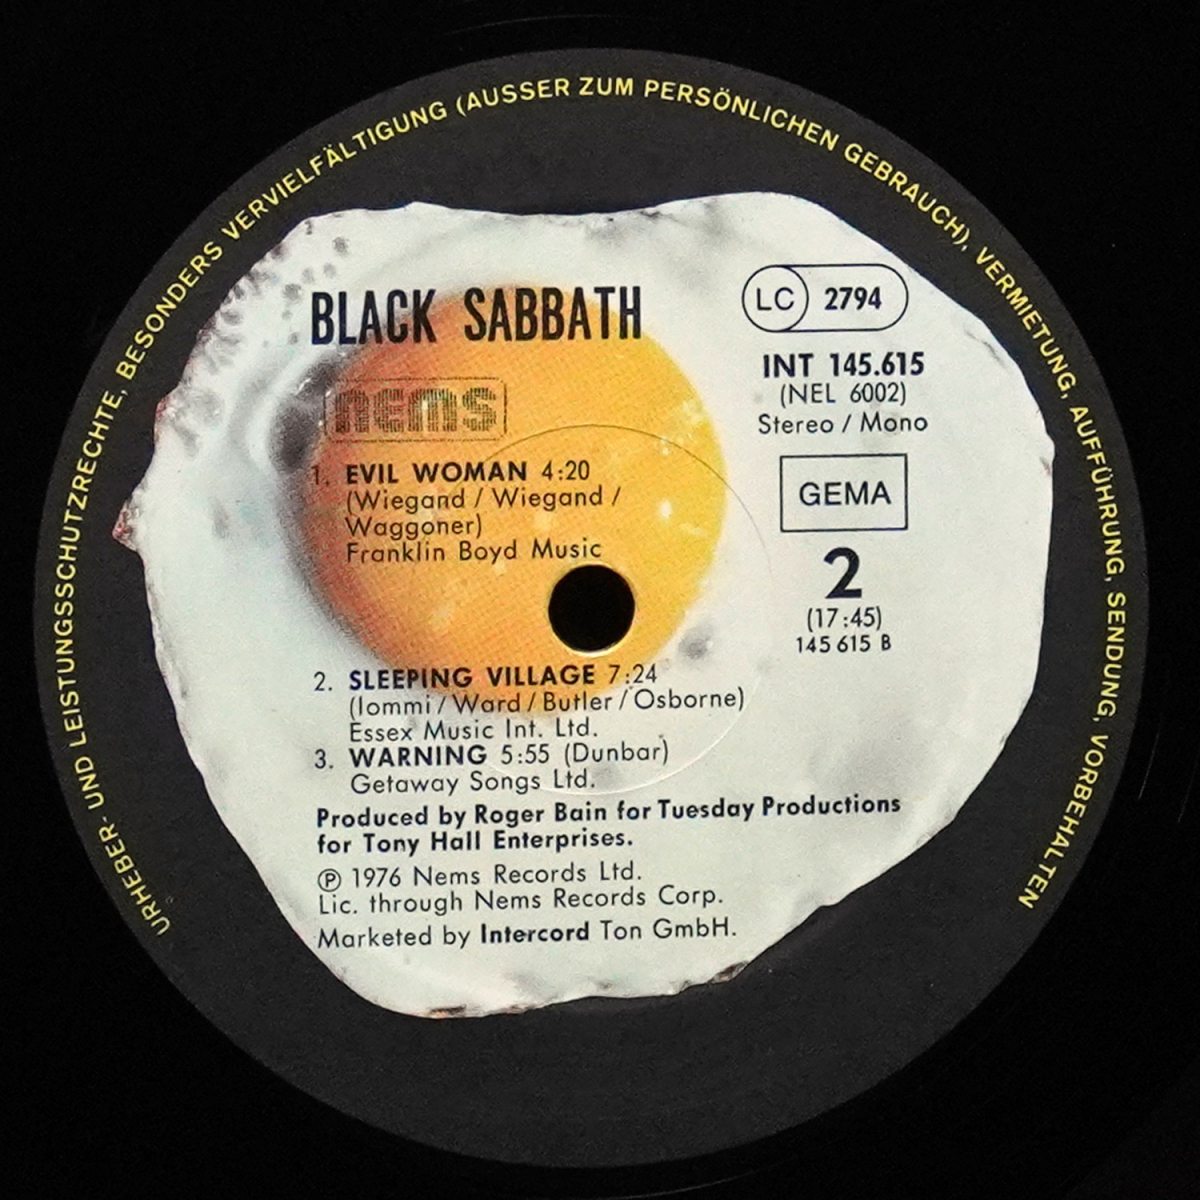 URHEBER- UND LEISTUNGSSCHUTZRECHTE, BESONDERS VERVIELFÄLTIGUNG (AUSSER ZUM PERSÖNLICHEN GEBRAUCH), VERMIETUNG, AUFFÜHRUNG, SENDUNG, VORBEHALTEN
BLACK SABBATH
LC 2794
nems
INT 145.615
(NEL 6002)
Stereo / Mono
GEMA
2
(17:45)
145 615 B
1. EVIL WOMAN 4:20
(Wiegand / Wiegand /
Waggoner)
Franklin Boyd Music
2. SLEEPING VILLAGE 7:24
(Iommi / Ward / Butler / Osborne)
Essex Music Int. Ltd.
3. WARNING 5:55 (Dunbar)
Getaway Songs Ltd.
Produced by Roger Bain for Tuesday Productions
for Tony Hall Enterprises.
℗ 1976 Nems Records Ltd.
Lic. through Nems Records Corp.
Marketed by Intercord Ton GmbH.